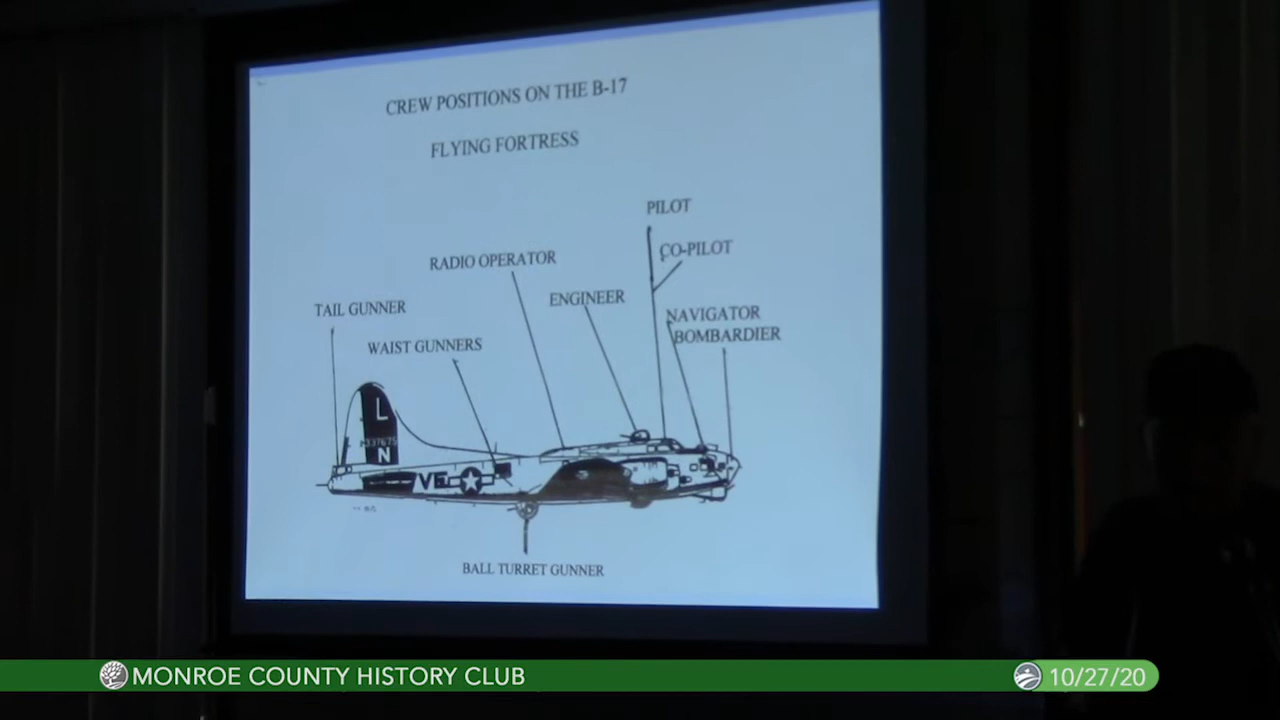 CREW POSITIONS ON THE B-17
FLYING FORTRESS
PILOT
CO-PILOT
RADIO OPERATOR
ENGINEER
TAIL GUNNER
NAVIGATOR
BOMBARDIER
WAIST GUNNERS
L
337675
N
VE
BALL TURRET GUNNER
MONROE COUNTY HISTORY CLUB
10/27/20